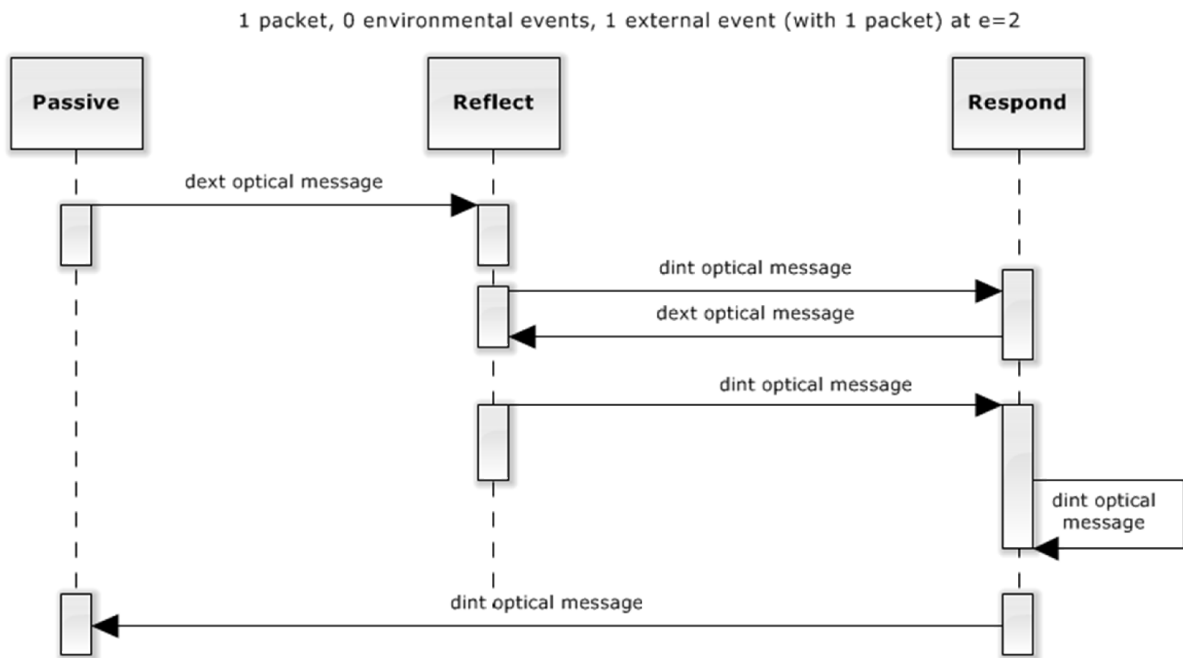 1 packet, 0 environmental events, 1 external event (with 1 packet) at e=2
Passive
Reflect
Respond
dext optical message
dint optical message
dext optical message
dint optical message
dint optical
message
dint optical message